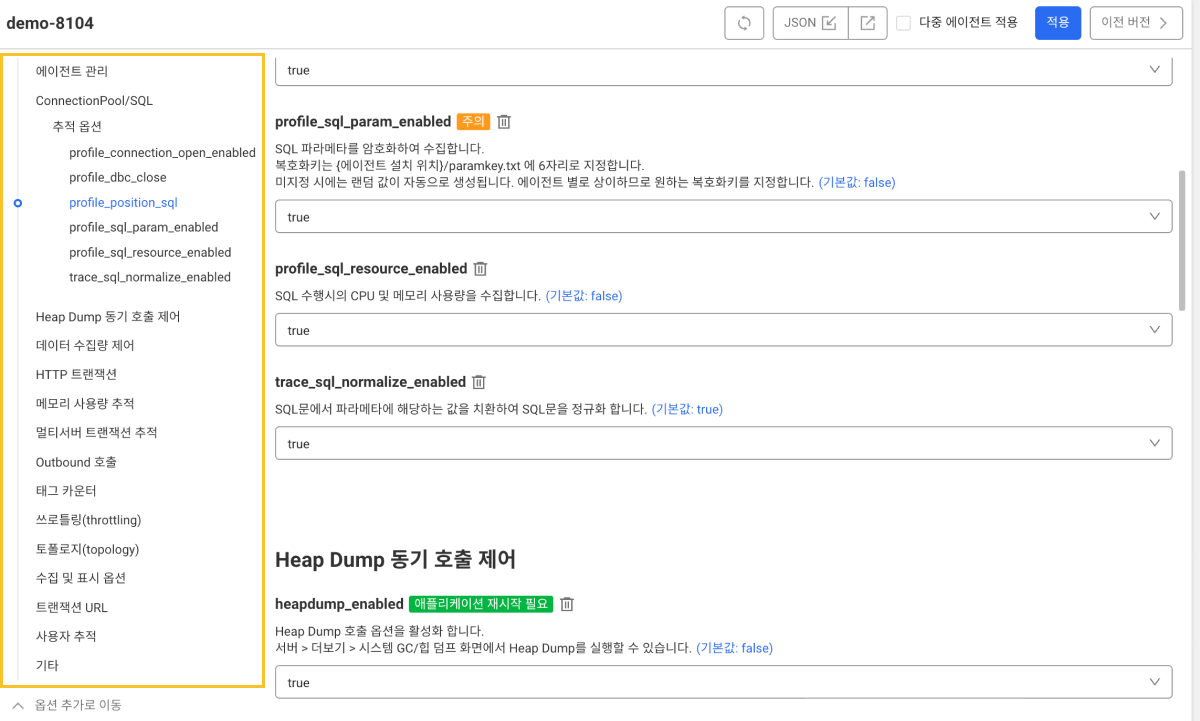 demo-8104
JSON
다중 에이전트 적용
적용
이전 버전
에이전트 관리
ConnectionPool/SQL
추적 옵션
profile_connection_open_enabled
profile_dbc_close
profile_position_sql
profile_sql_param_enabled
profile_sql_resource_enabled
trace_sql_normalize_enabled
Heap Dump 동기 호출 제어
데이터 수집량 제어
HTTP 트랜잭션
메모리 사용량 추적
멀티서버 트랜잭션 추적
Outbound 호출
태그 카운터
쓰로틀링(throttling)
토폴로지(topology)
수집 및 표시 옵션
트랜잭션 URL
사용자 추적
기타
옵션 추가로 이동
true
profile_sql_param_enabled 주의
SQL 파라메타를 암호화하여 수집합니다.
복호화키는 {에이전트 설치 위치}/paramkey.txt 에 6자리로 지정합니다.
미지정 시에는 랜덤 값이 자동으로 생성됩니다. 에이전트 별로 상이하므로 원하는 복호화키를 지정합니다. (기본값: false)
true
profile_sql_resource_enabled
SQL 수행시의 CPU 및 메모리 사용량을 수집합니다. (기본값: false)
true
trace_sql_normalize_enabled
SQL문에서 파라메타에 해당하는 값을 치환하여 SQL문을 정규화 합니다. (기본값: true)
true
Heap Dump 동기 호출 제어
heapdump_enabled 애플리케이션 재시작 필요
Heap Dump 호출 옵션을 활성화 합니다.
서버 > 더보기 > 시스템 GC/힙 덤프 화면에서 Heap Dump를 실행할 수 있습니다. (기본값: false)
true